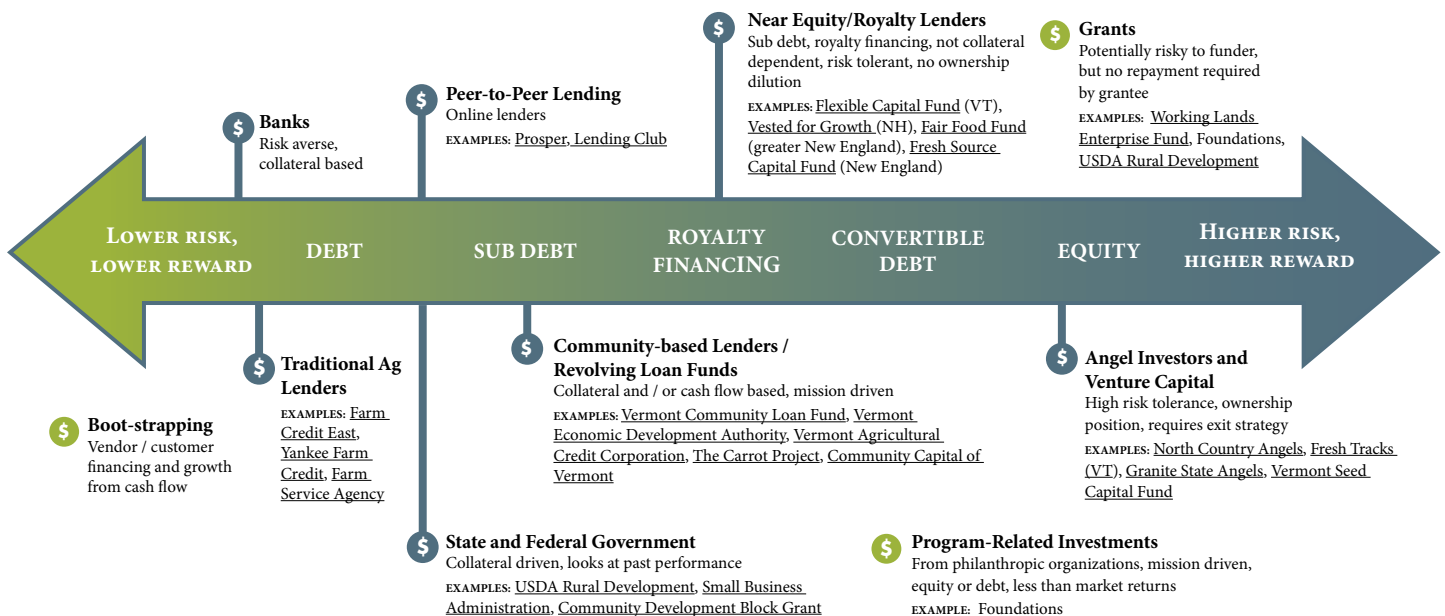 $
Near Equity/Royalty Lenders
Sub debt, royalty financing, not collateral
dependent, risk tolerant, no ownership
dilution
EXAMPLES: Flexible Capital Fund (VT),
Vested for Growth (NH), Fair Food Fund
(greater New England), Fresh Source
Capital Fund (New England)
$
Grants
Potentially risky to funder,
but no repayment required
by grantee
EXAMPLES: Working Lands
Enterprise Fund, Foundations,
USDA Rural Development
$
Peer-to-Peer Lending
Online lenders
EXAMPLES: Prosper, Lending Club
$
Banks
Risk averse,
collateral based
LOWER RISK,
LOWER REWARD
DEBT
SUB DEBT
ROYALTY
FINANCING
CONVERTIBLE
DEBT
EQUITY
HIGHER RISK,
HIGHER REWARD
$
Boot-strapping
Vendor / customer
financing and growth
from cash flow
$
Traditional Ag
Lenders
EXAMPLES: Farm
Credit East,
Yankee Farm
Credit, Farm
Service Agency
$
Community-based Lenders /
Revolving Loan Funds
Collateral and / or cash flow based, mission driven
EXAMPLES: Vermont Community Loan Fund, Vermont
Economic Development Authority, Vermont Agricultural
Credit Corporation, The Carrot Project, Community Capital of
Vermont
$
Angel Investors and
Venture Capital
High risk tolerance, ownership
position, requires exit strategy
EXAMPLES: North Country Angels, Fresh Tracks
(VT), Granite State Angels, Vermont Seed
Capital Fund
$
State and Federal Government
Collateral driven, looks at past performance
EXAMPLES: USDA Rural Development, Small Business
Administration, Community Development Block Grant
$
Program-Related Investments
From philanthropic organizations, mission driven,
equity or debt, less than market returns
EXAMPLE: Foundations